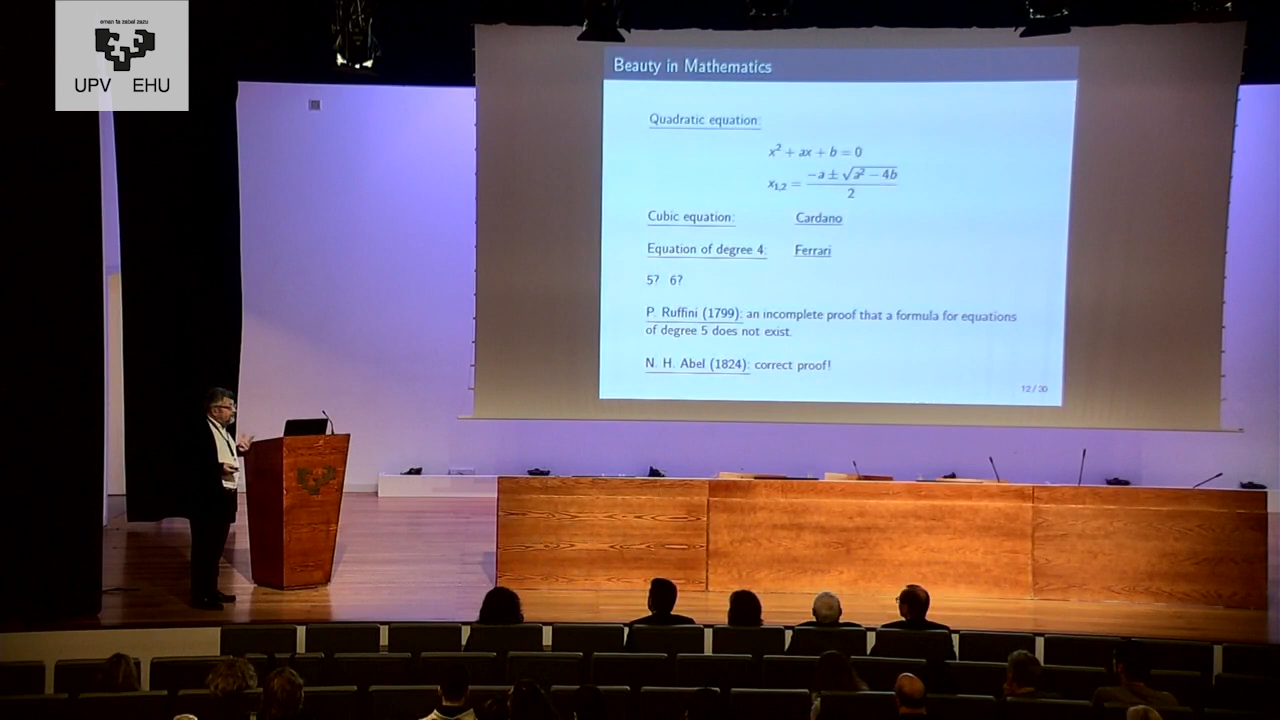 eman ta zabal zazu
UPV EHU
Beauty in Mathematics
Quadratic equation:
x² + ax + b = 0
x₁,₂ = (−a ± √(a² − 4b)) / 2
Cubic equation: Cardano
Equation of degree 4: Ferrari
5? 6?
P. Ruffini (1799): an incomplete proof that a formula for equations
of degree 5 does not exist.
N. H. Abel (1824): correct proof!
12 / 30